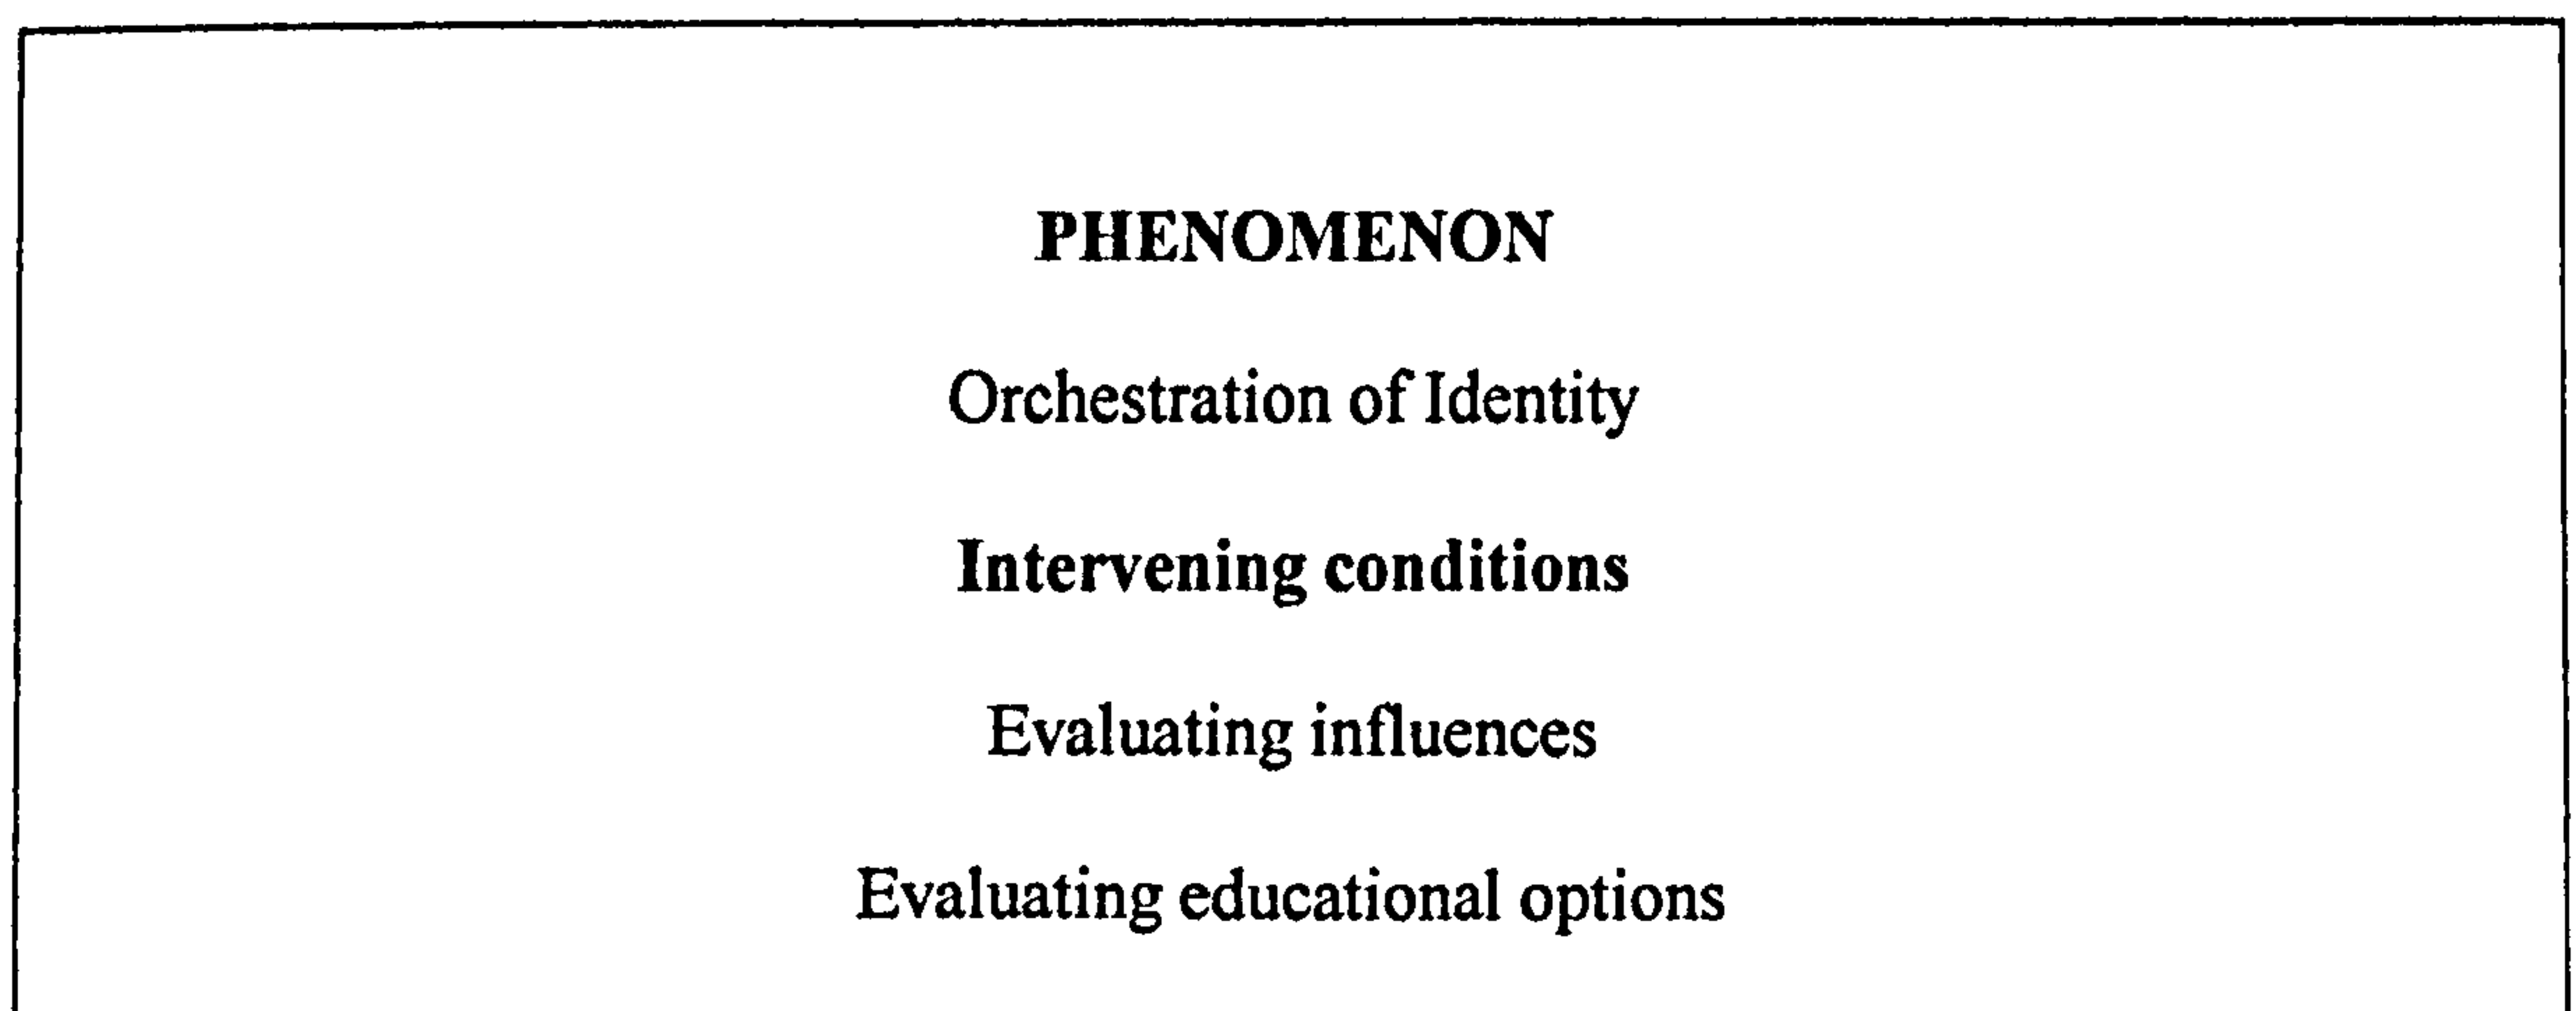 PHENOMENON
Orchestration of Identity
Intervening conditions
Evaluating influences
Evaluating educational options